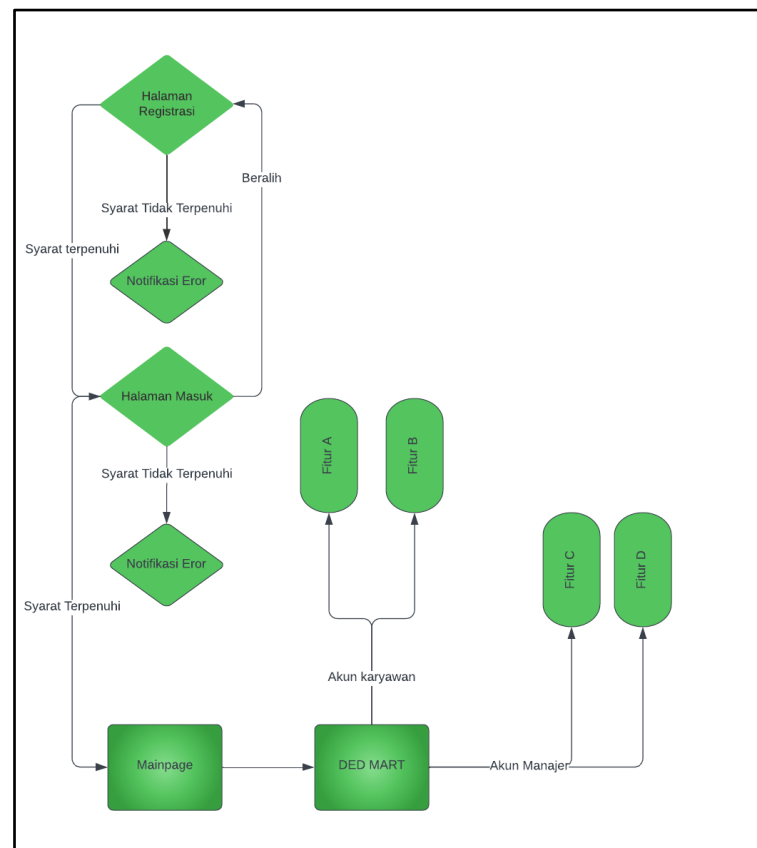 Halaman
Registrasi
Beralih
Syarat Tidak Terpenuhi
Syarat terpenuhi
Notifikasi Eror
Halaman Masuk
Fitur A
Fitur B
Syarat Tidak Terpenuhi
Notifikasi Eror
Fitur C
Fitur D
Syarat Terpenuhi
Akun karyawan
Mainpage
DED MART
Akun Manajer